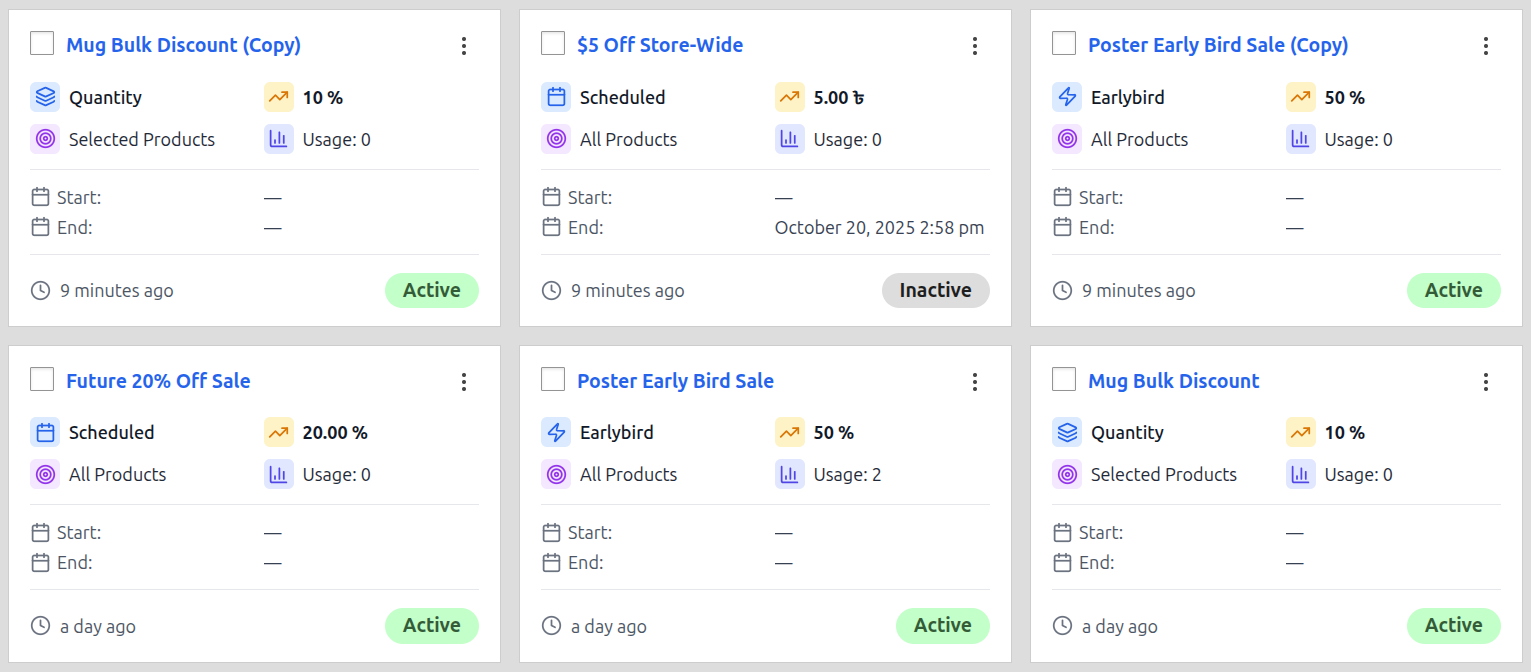 Mug Bulk Discount (Copy)
Quantity
10 %
Selected Products
Usage: 0
Start:
—
End:
—
9 minutes ago
Active
$5 Off Store-Wide
Scheduled
5.00 ৳
All Products
Usage: 0
Start:
—
End:
October 20, 2025 2:58 pm
9 minutes ago
Inactive
Poster Early Bird Sale (Copy)
Earlybird
50 %
All Products
Usage: 0
Start:
—
End:
—
9 minutes ago
Active
Future 20% Off Sale
Scheduled
20.00 %
All Products
Usage: 0
Start:
—
End:
—
a day ago
Active
Poster Early Bird Sale
Earlybird
50 %
All Products
Usage: 2
Start:
—
End:
—
a day ago
Active
Mug Bulk Discount
Quantity
10 %
Selected Products
Usage: 0
Start:
—
End:
—
a day ago
Active